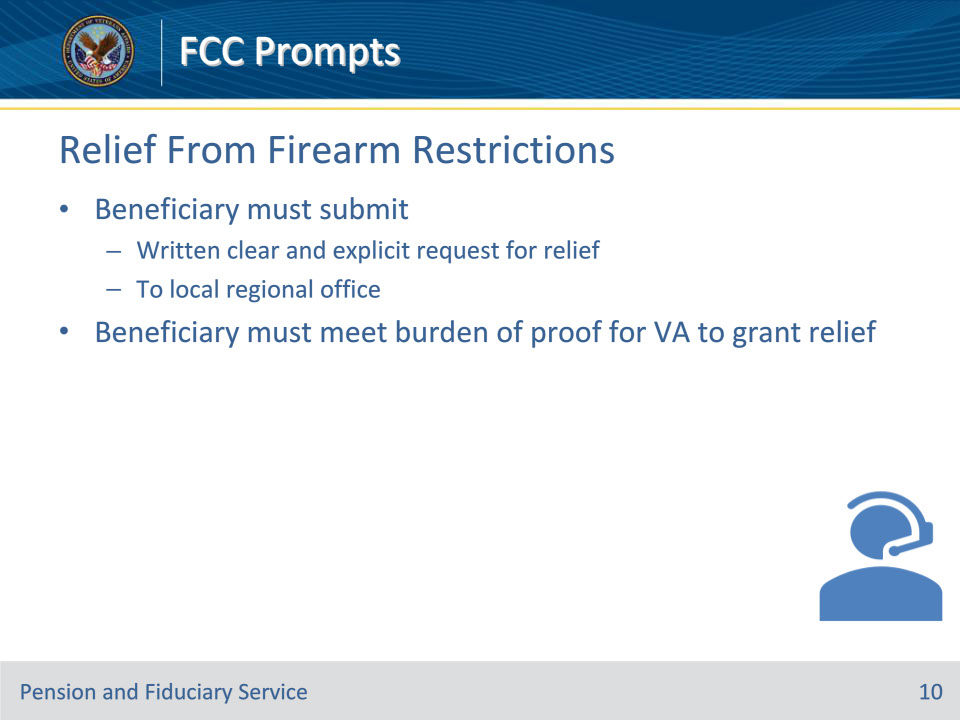 FCC Prompts
Relief From Firearm Restrictions
• Beneficiary must submit
– Written clear and explicit request for relief
– To local regional office
• Beneficiary must meet burden of proof for VA to grant relief
Pension and Fiduciary Service
10